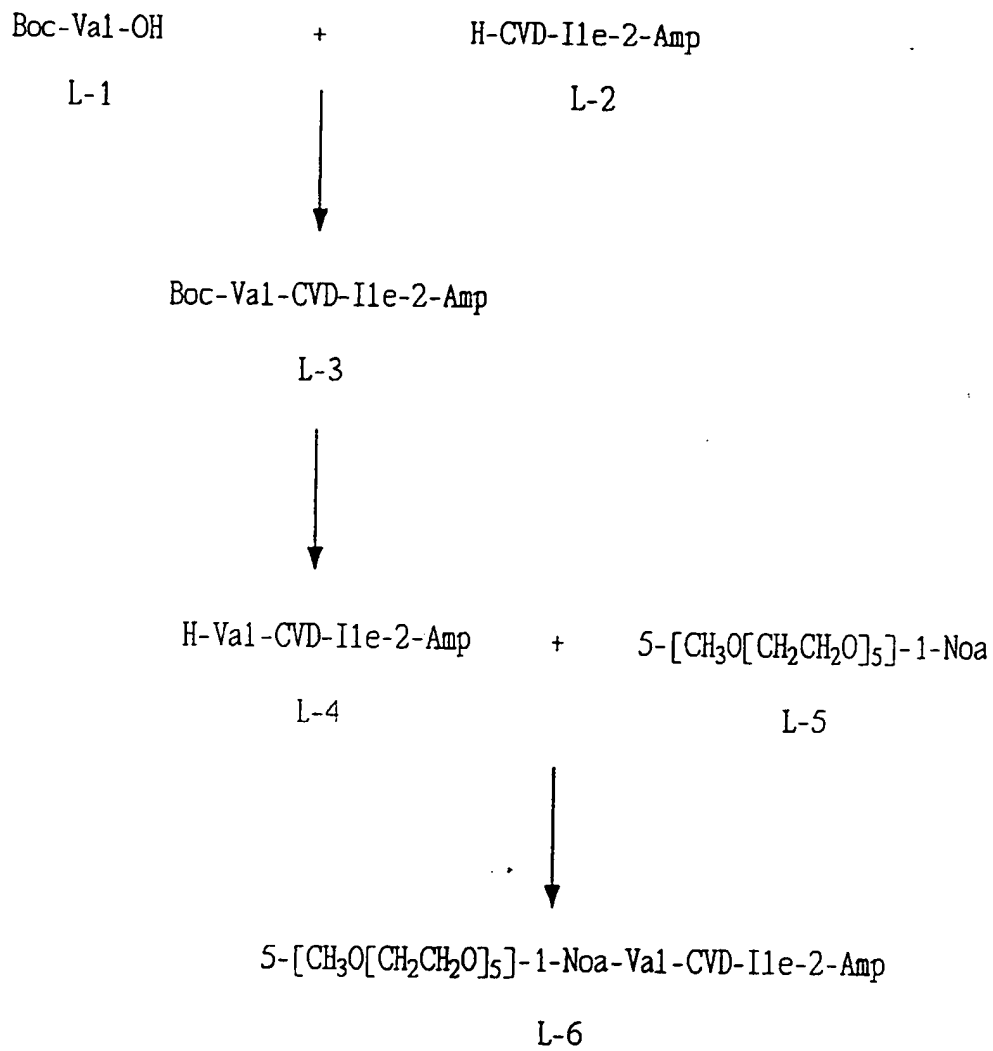 Boc-Val-OH + H-CVD-Ile-2-Amp
L-1 L-2
Boc-Val-CVD-Ile-2-Amp
L-3
H-Val-CVD-Ile-2-Amp + 5-[CH₃O[CH₂CH₂O]₅]-1-Noa
L-4 L-5
5-[CH₃O[CH₂CH₂O]₅]-1-Noa-Val-CVD-Ile-2-Amp
L-6